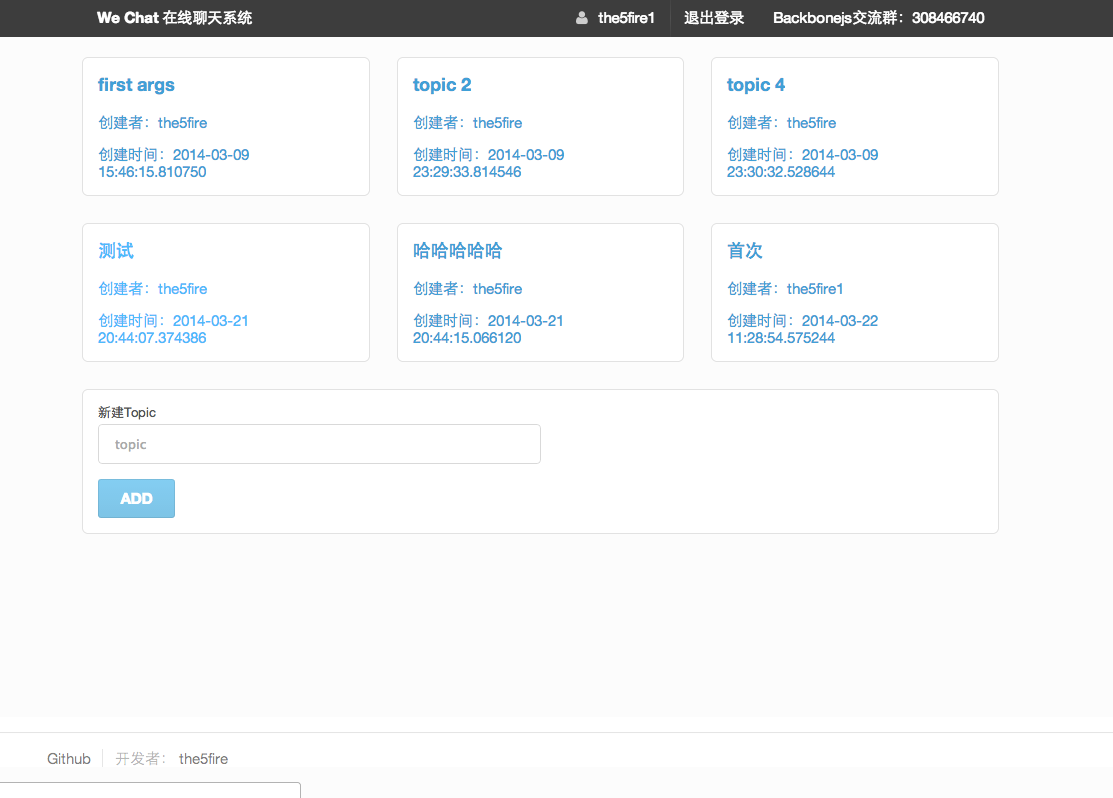 We Chat 在线聊天系统 the5fire1 退出登录 Backbonejs交流群：308466740
first args
创建者：the5fire
创建时间：2014-03-09
15:46:15.810750
topic 2
创建者：the5fire
创建时间：2014-03-09
23:29:33.814546
topic 4
创建者：the5fire
创建时间：2014-03-09
23:30:32.528644
测试
创建者：the5fire
创建时间：2014-03-21
20:44:07.374386
哈哈哈哈哈
创建者：the5fire
创建时间：2014-03-21
20:44:15.066120
首次
创建者：the5fire1
创建时间：2014-03-22
11:28:54.575244
新建Topic
topic
ADD
Github 开发者： the5fire